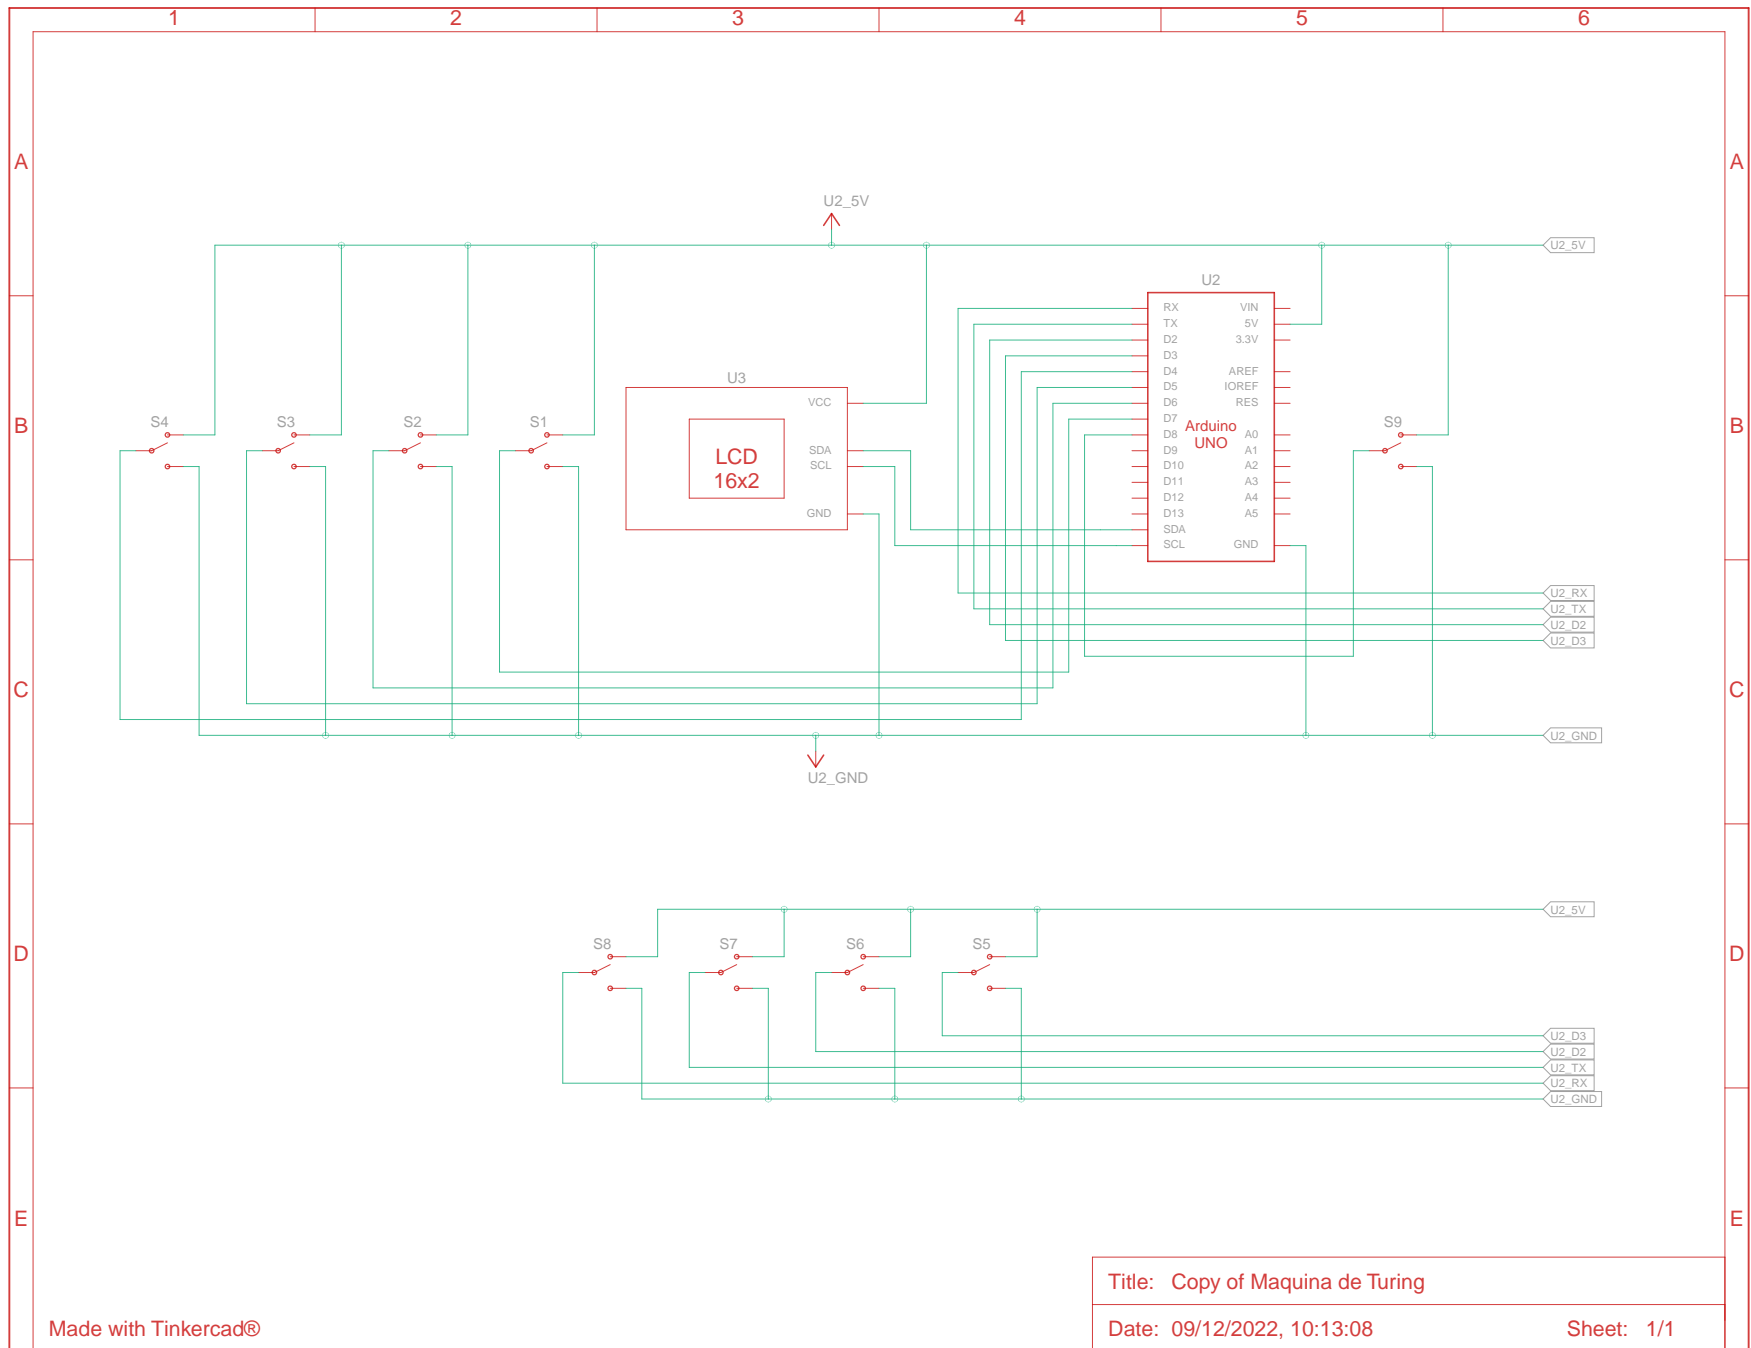 1 2 3 4 5 6
A A
U2_5V
U2_5V
U2
RX VIN
TX 5V
D2 3.3V
D3
D4 AREF
D5 IOREF
D6 RES
D7
Arduino
UNO
D8 A0
D9 A1
D10 A2
D11 A3
D12 A4
D13 A5
SDA
SCL GND
U3
VCC
SDA
SCL
GND
LCD
16x2
B B
S4 S3 S2 S1 S9
U2_RX
U2_TX
U2_D2
U2_D3
C C
U2_GND
U2_GND
U2_5V
D D
S8 S7 S6 S5
U2_D3
U2_D2
U2_TX
U2_RX
U2_GND
E E
Title: Copy of Maquina de Turing
Made with Tinkercad®
Date: 09/12/2022, 10:13:08 Sheet: 1/1